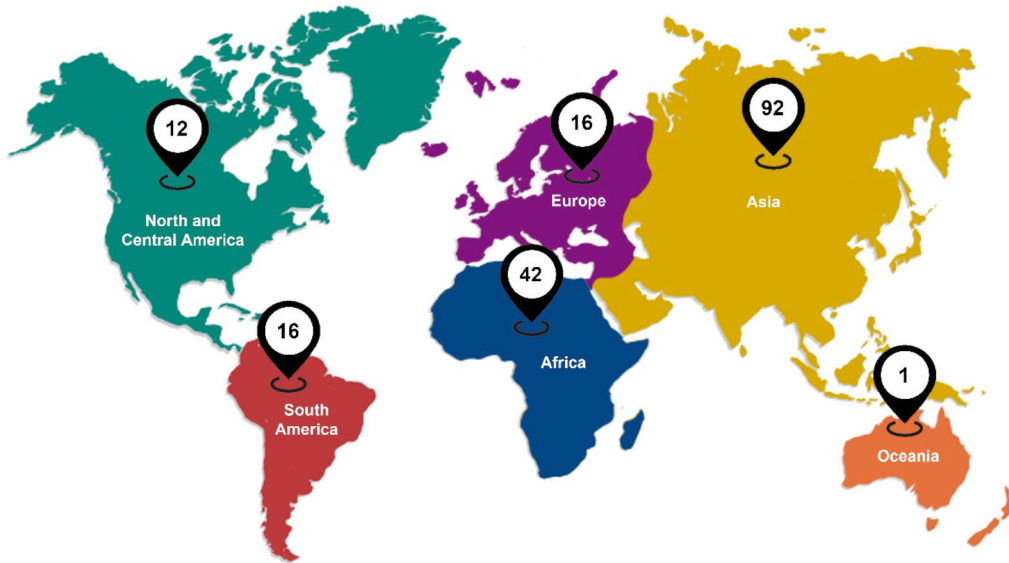 12
North and
Central America
16
Europe
92
Asia
42
Africa
16
South
America
1
Oceania